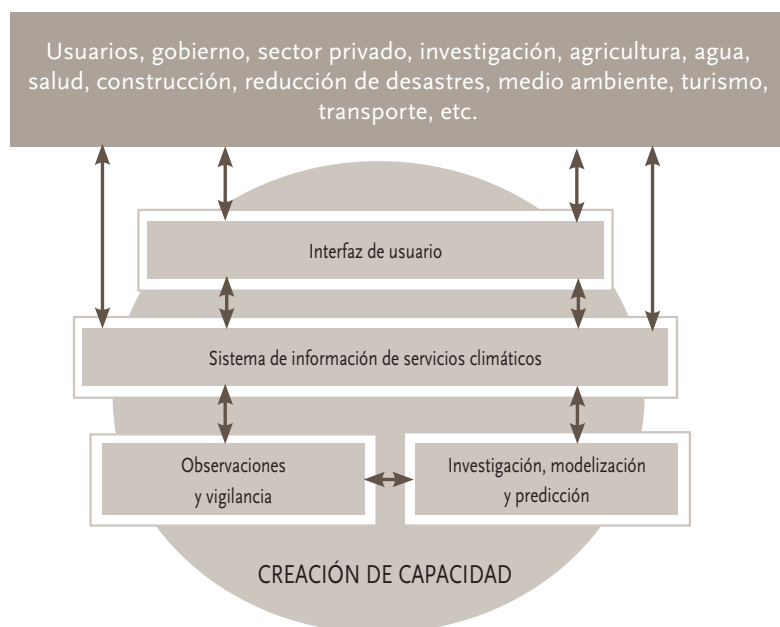 Usuarios, gobierno, sector privado, investigación, agricultura, agua,
salud, construcción, reducción de desastres, medio ambiente, turismo,
transporte, etc.
Interfaz de usuario
Sistema de información de servicios climáticos
Observaciones
y vigilancia
Investigación, modelización
y predicción
CREACIÓN DE CAPACIDAD